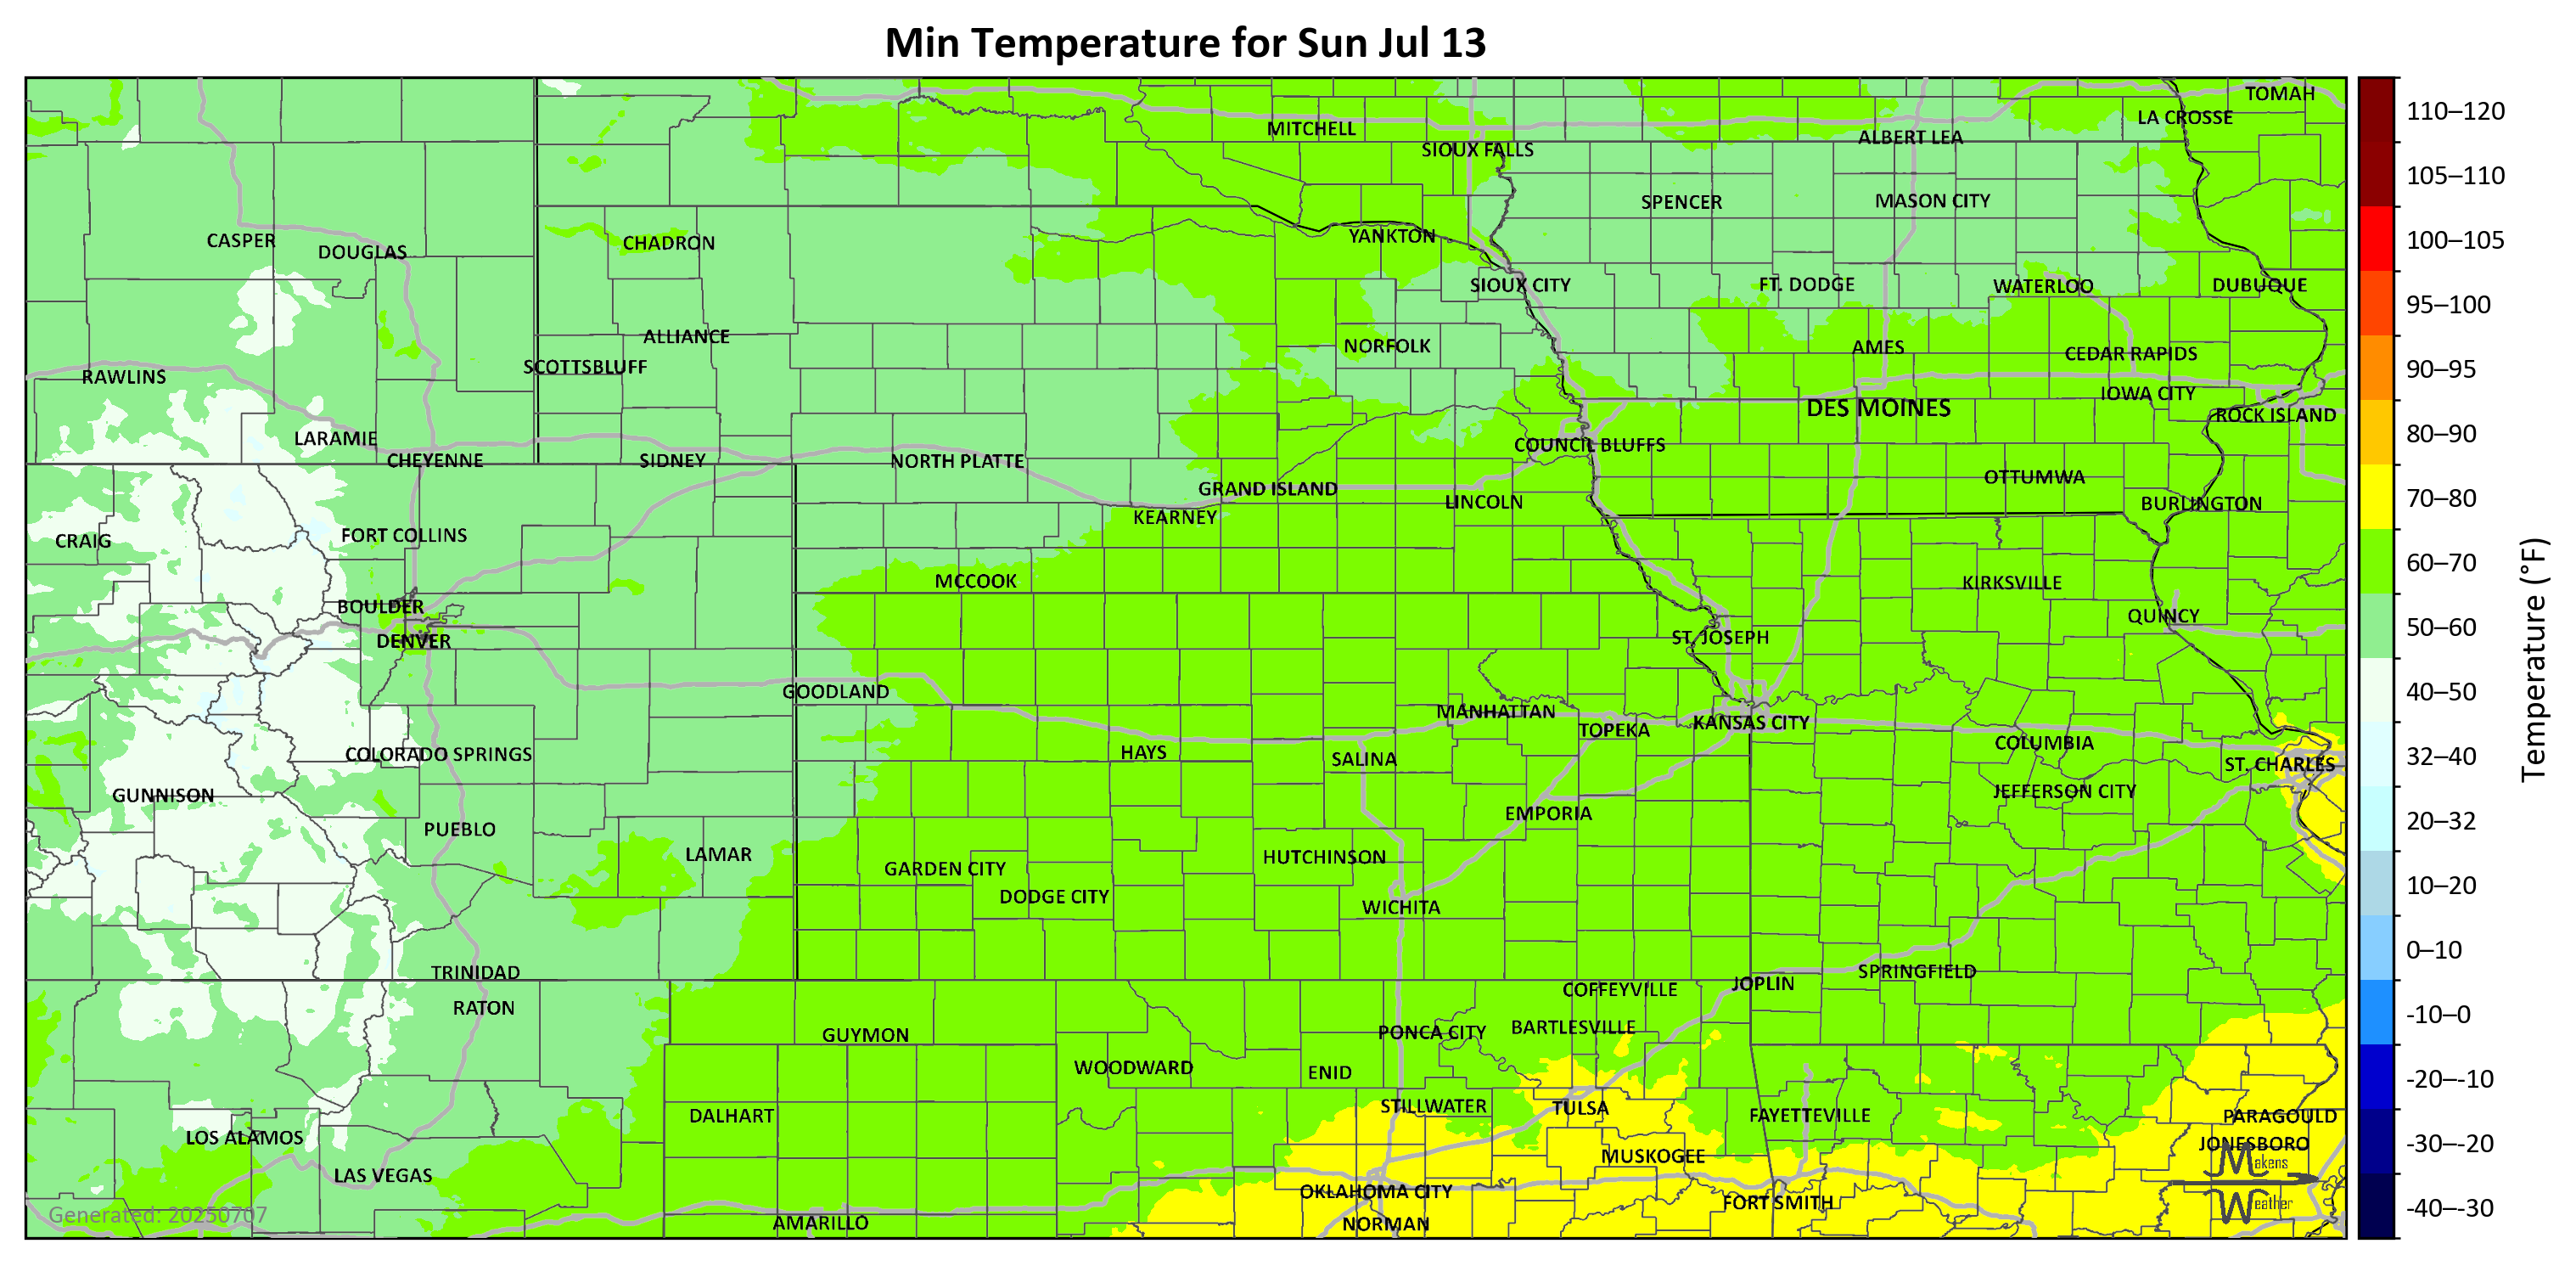 Min Temperature for Sun Jul 13
TOMAH
LA CROSSE
MITCHELL
ALBERT LEA
SIOUX FALLS
SPENCER
MASON CITY
CASPER
DOUGLAS
CHADRON
YANKTON
SIOUX CITY
FT. DODGE
WATERLOO
DUBUQUE
ALLIANCE
NORFOLK
AMES
CEDAR RAPIDS
SCOTTSBLUFF
RAWLINS
IOWA CITY
DES MOINES
ROCK ISLAND
LARAMIE
COUNCIL BLUFFS
CHEYENNE
SIDNEY
NORTH PLATTE
OTTUMWA
GRAND ISLAND
LINCOLN
BURLINGTON
KEARNEY
CRAIG
FORT COLLINS
MCCOOK
KIRKSVILLE
BOULDER
QUINCY
DENVER
ST. JOSEPH
GOODLAND
MANHATTAN
KANSAS CITY
TOPEKA
COLUMBIA
COLORADO SPRINGS
HAYS
SALINA
ST. CHARLES
GUNNISON
JEFFERSON CITY
EMPORIA
PUEBLO
LAMAR
HUTCHINSON
GARDEN CITY
DODGE CITY
WICHITA
TRINIDAD
SPRINGFIELD
JOPLIN
COFFEYVILLE
RATON
BARTLESVILLE
GUYMON
PONCA CITY
WOODWARD
ENID
STILLWATER
TULSA
DALHART
FAYETTEVILLE
PARAGOULD
LOS ALAMOS
JONESBORO
MUSKOGEE
LAS VEGAS
OKLAHOMA CITY
FORT SMITH
AMARILLO
NORMAN
Makens
Weather
Generated: 20250707
110–120
105–110
100–105
95–100
90–95
80–90
70–80
60–70
50–60
40–50
32–40
20–32
10–20
0–10
-10–0
-20–-10
-30–-20
-40–-30
Temperature (°F)